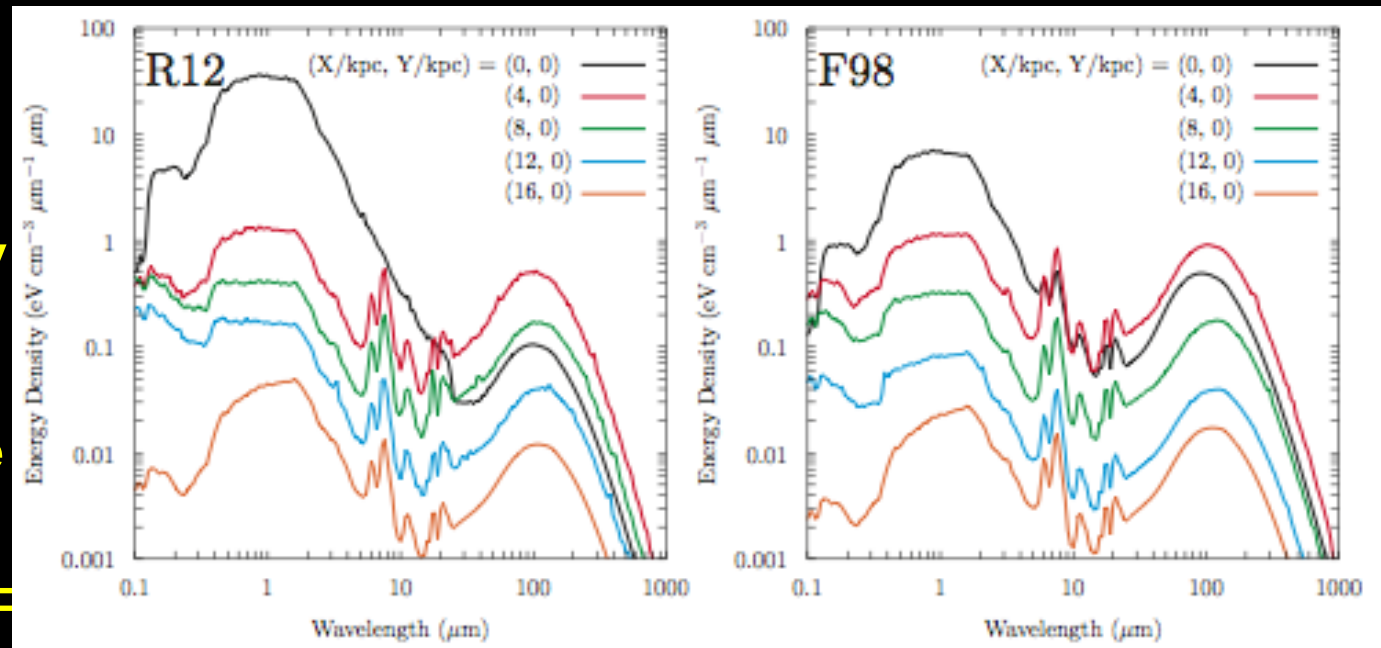 R12
(X/kpc, Y/kpc) = (0, 0)
(4, 0)
(8, 0)
(12, 0)
(16, 0)
100
10
1
0.1
0.01
0.001
Energy Density (eV cm⁻³ μm⁻¹ μm)
0.1 1 10 100 1000
Wavelength (μm)
F98
(X/kpc, Y/kpc) = (0, 0)
(4, 0)
(8, 0)
(12, 0)
(16, 0)
100
10
1
0.1
0.01
0.001
Energy Density (eV cm⁻³ μm⁻¹ μm)
0.1 1 10 100 1000
Wavelength (μm)